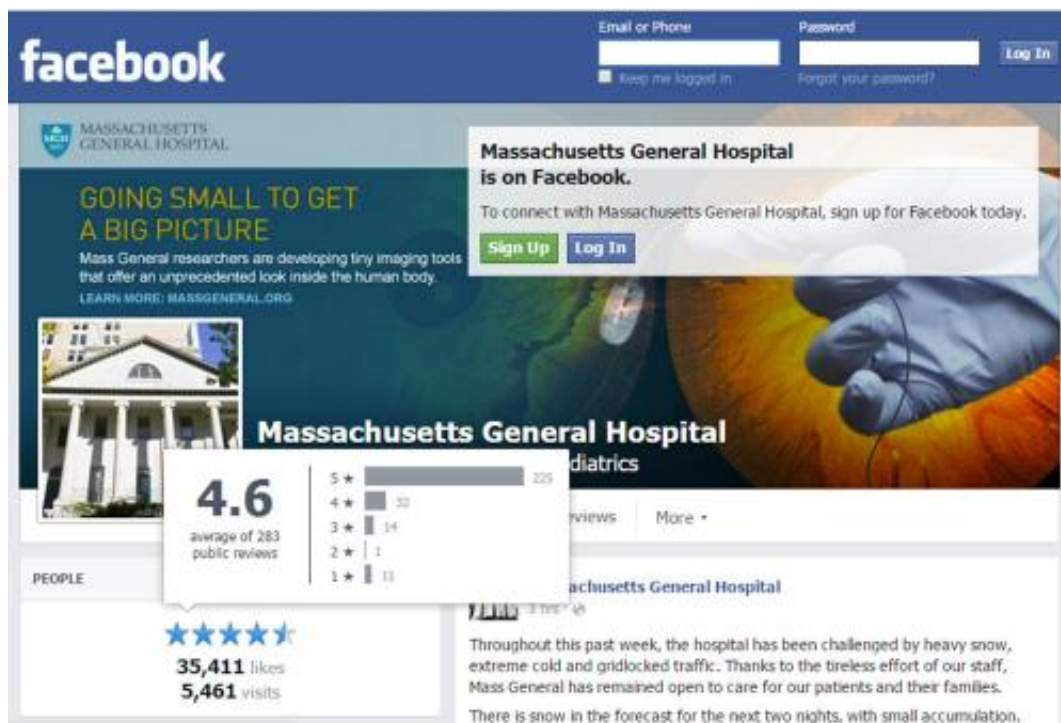 facebook
Email or Phone
Password
Log In
Keep me logged in
Forgot your password?
MGH
MASSACHUSETTS
GENERAL HOSPITAL
GOING SMALL TO GET
A BIG PICTURE
Mass General researchers are developing tiny imaging tools
that offer an unprecedented look inside the human body.
LEARN MORE: MASSGENERAL.ORG
Massachusetts General Hospital
is on Facebook.
To connect with Massachusetts General Hospital, sign up for Facebook today.
Sign Up
Log In
Massachusetts General Hospital
diatrics
4.6
average of 283
public reviews
5 ★ 225
4 ★ 32
3 ★ 14
2 ★ 1
1 ★ 11
views
More
PEOPLE
35,411 likes
5,461 visits
achusetts General Hospital
3 hrs
Throughout this past week, the hospital has been challenged by heavy snow,
extreme cold and gridlocked traffic. Thanks to the tireless effort of our staff,
Mass General has remained open to care for our patients and their families.
There is snow in the forecast for the next two nights, with small accumulation,